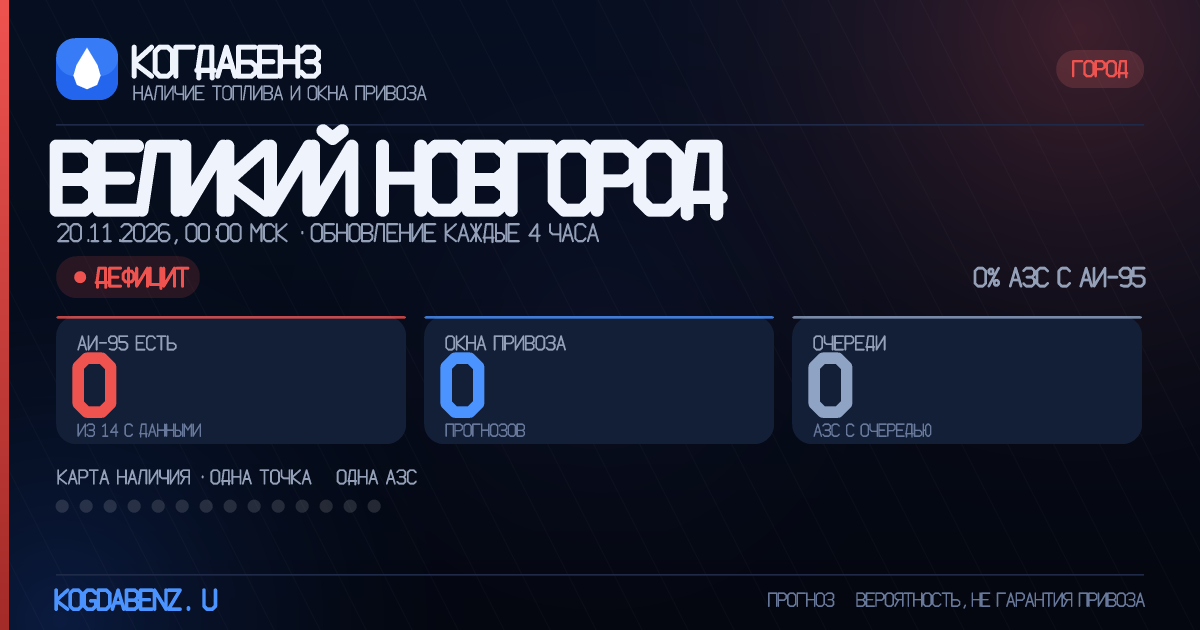 КОГДАБЕНЗ
НАЛИЧИЕ ТОПЛИВА И ОКНА ПРИВОЗА
ГОРОД
ВЕЛИКИЙ НОВГОРОД
20.11.2026, 00:00 МСК · ОБНОВЛЕНИЕ КАЖДЫЕ 4 ЧАСА
ДЕФИЦИТ
0% АЗС С АИ-95
АИ-95 ЕСТЬ
0
ИЗ 14 С ДАННЫМИ
ОКНА ПРИВОЗА
0
ПРОГНОЗОВ
ОЧЕРЕДИ
0
АЗС С ОЧЕРЕДЬЮ
КАРТА НАЛИЧИЯ · ОДНА ТОЧКА ОДНА АЗС
KOGDABENZ. U
ПРОГНОЗ ВЕРОЯТНОСТЬ, НЕ ГАРАНТИЯ ПРИВОЗА